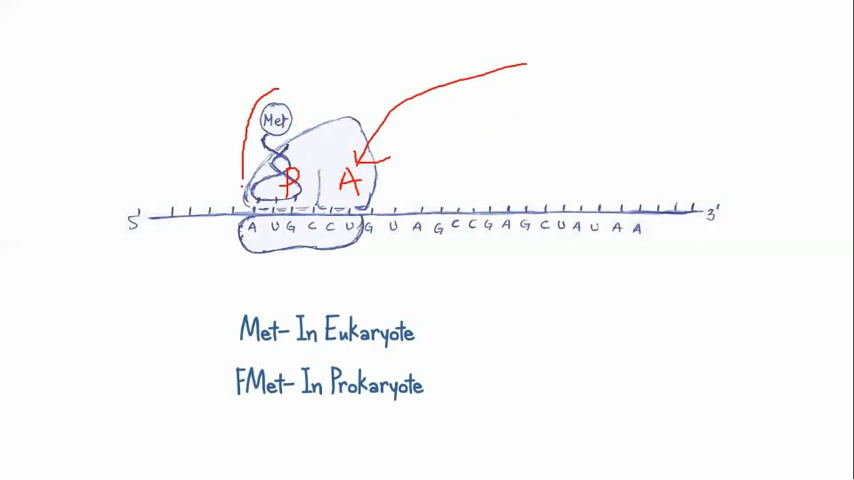 Met
P A
5' 3'
A U G C C U G U A G C C G A G C U A U A A
Met- In Eukaryote
FMet- In Prokaryote